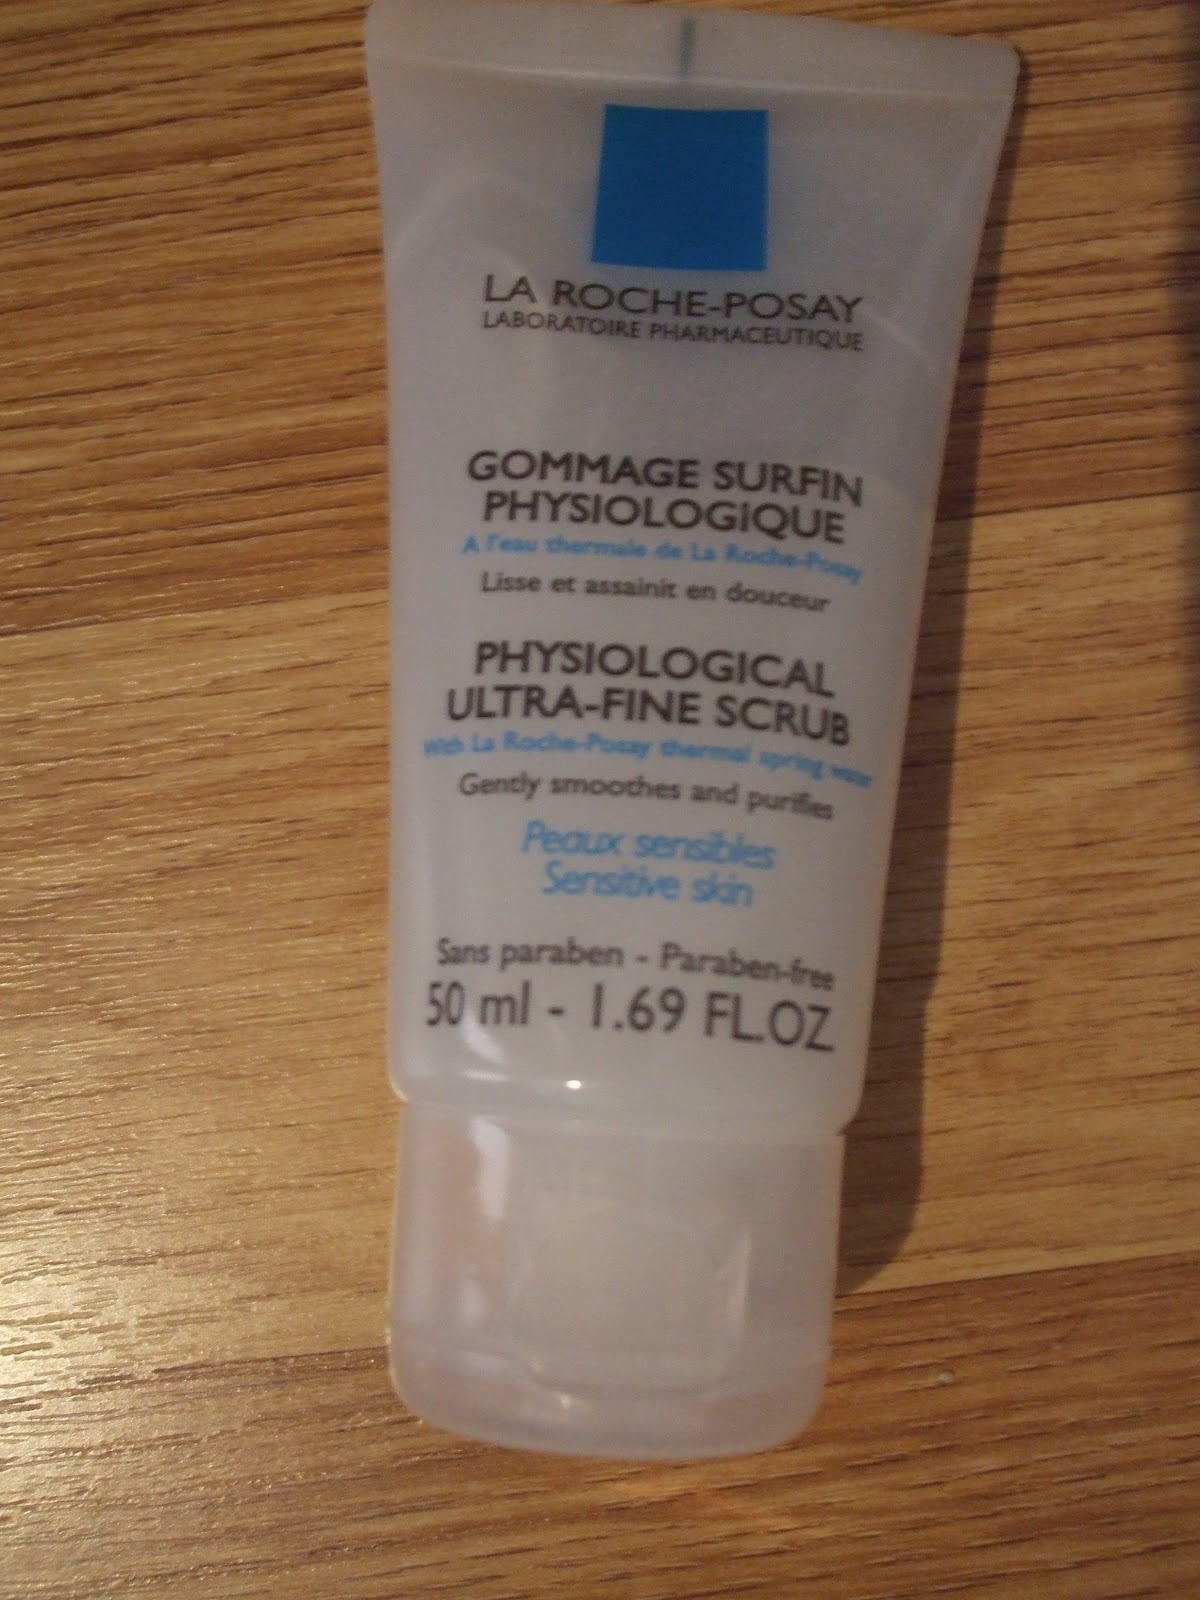 LA ROCHE-POSAY
LABORATOIRE PHARMACEUTIQUE
GOMMAGE SURFIN
PHYSIOLOGIQUE
A l'eau thermale de La Roche-Posay
Lisse et assainit en douceur
PHYSIOLOGICAL
ULTRA-FINE SCRUB
With La Roche-Posay thermal spring water
Gently smoothes and purifies
Peaux sensibles
Sensitive skin
Sans paraben - Paraben-free
50 ml - 1.69 FL.OZ